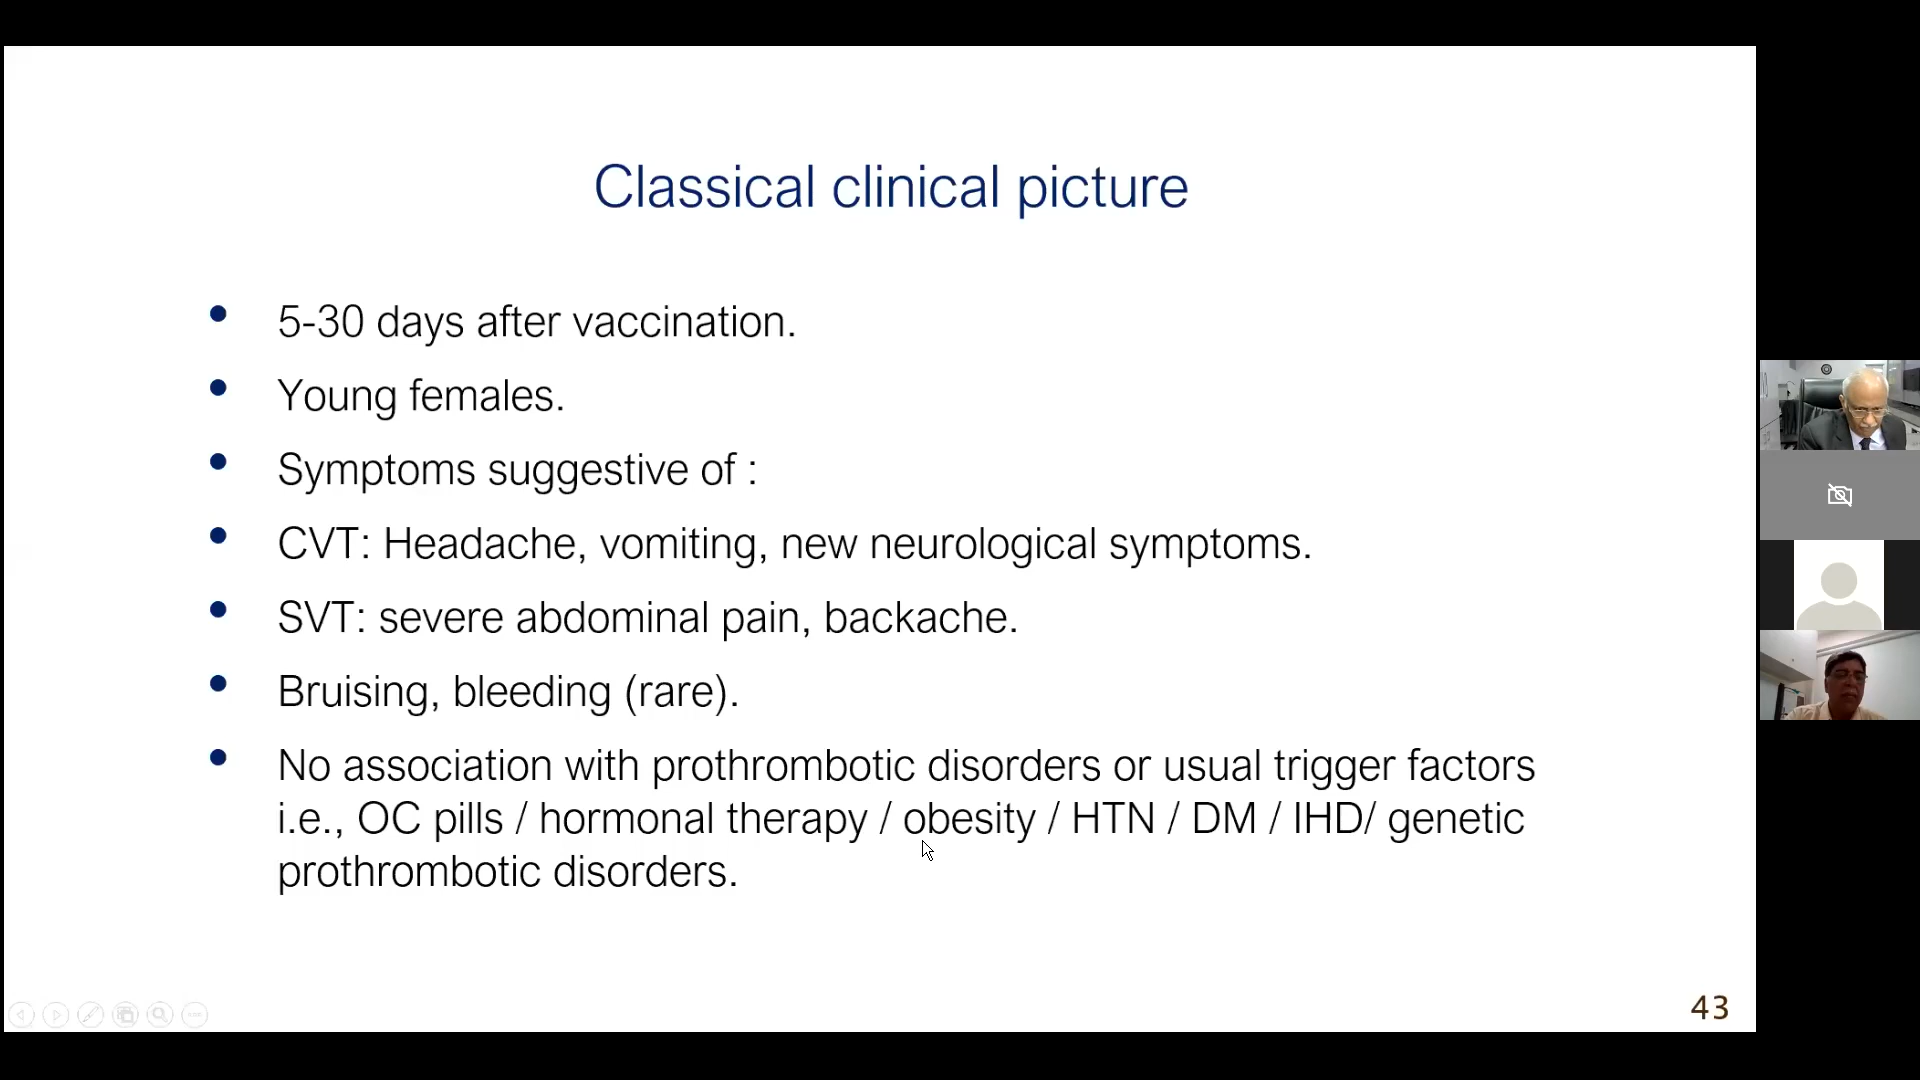 Classical clinical picture
5-30 days after vaccination.
Young females.
Symptoms suggestive of :
CVT: Headache, vomiting, new neurological symptoms.
SVT: severe abdominal pain, backache.
Bruising, bleeding (rare).
No association with prothrombotic disorders or usual trigger factors
i.e., OC pills / hormonal therapy / obesity / HTN / DM / IHD/ genetic
prothrombotic disorders.
43